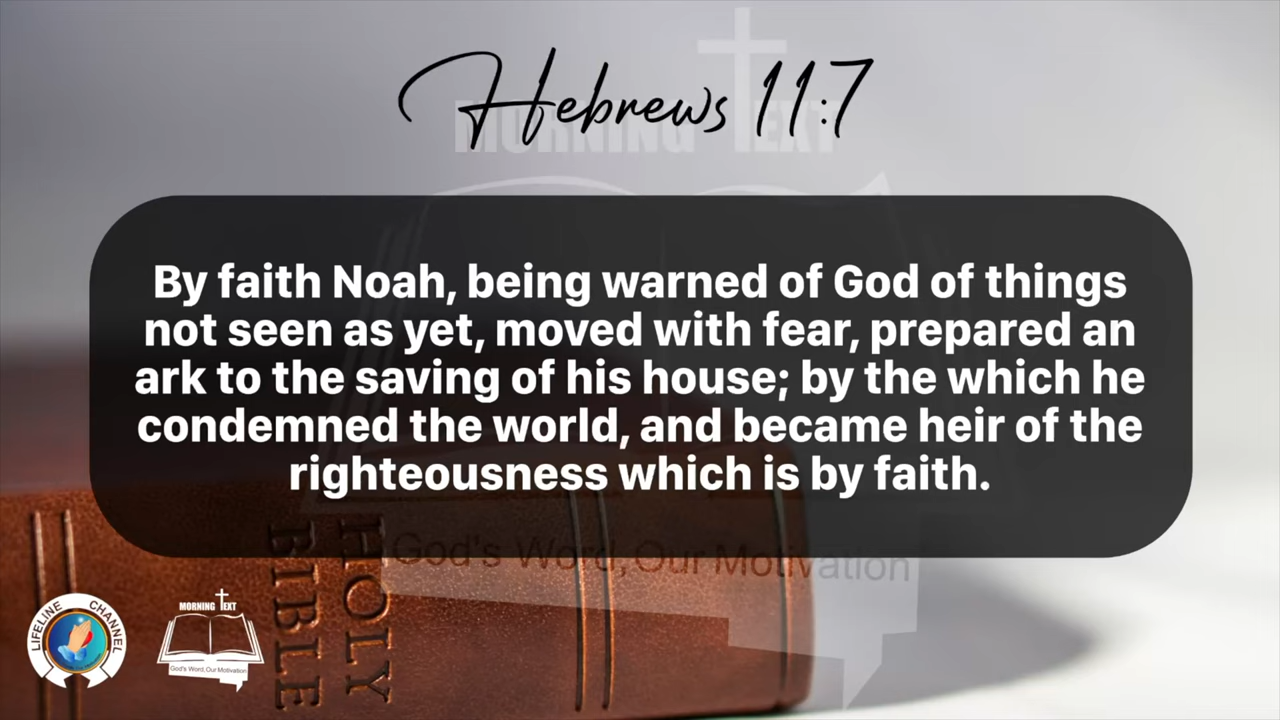 Hebrews 11:7
MORNING TEXT
By faith Noah, being warned of God of things
not seen as yet, moved with fear, prepared an
ark to the saving of his house; by the which he
condemned the world, and became heir of the
righteousness which is by faith.
God's Word, Our Motivation
HOLY
BIBLE
LIFELINE CHANNEL
MORNING TEXT
God's Word, Our Motivation